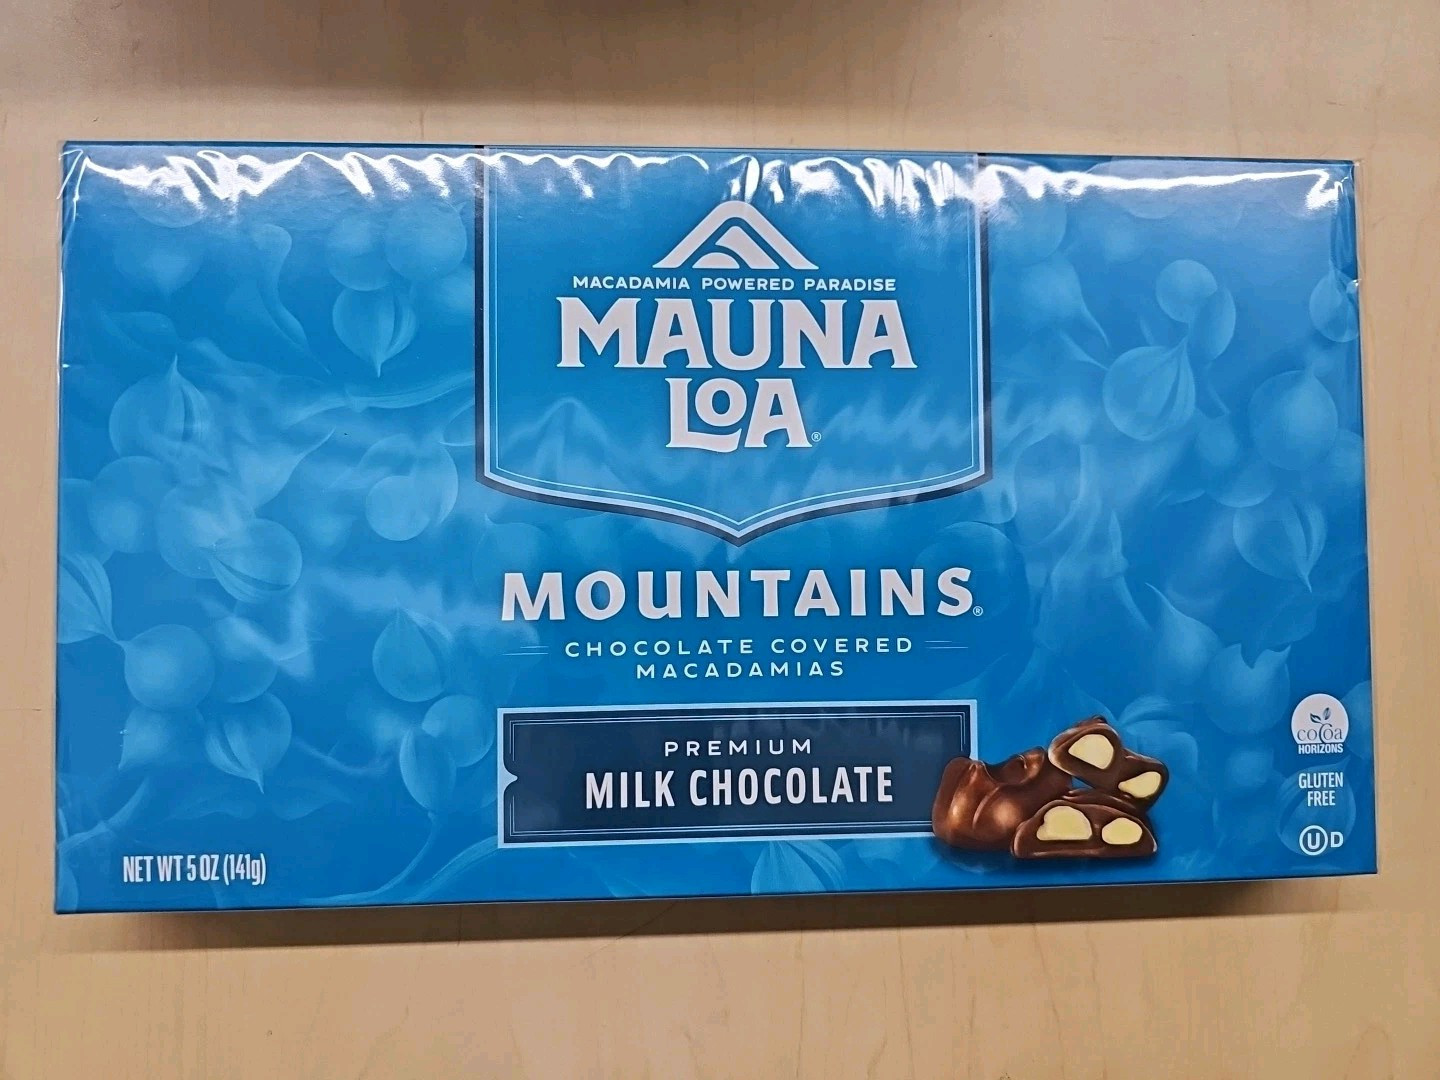 MACADAMIA POWERED PARADISE
MAUNA
LOA®
MOUNTAINS®
CHOCOLATE COVERED
MACADAMIAS
PREMIUM
MILK CHOCOLATE
cocoa
HORIZONS
GLUTEN
FREE
U D
NET WT 5 OZ (141g)